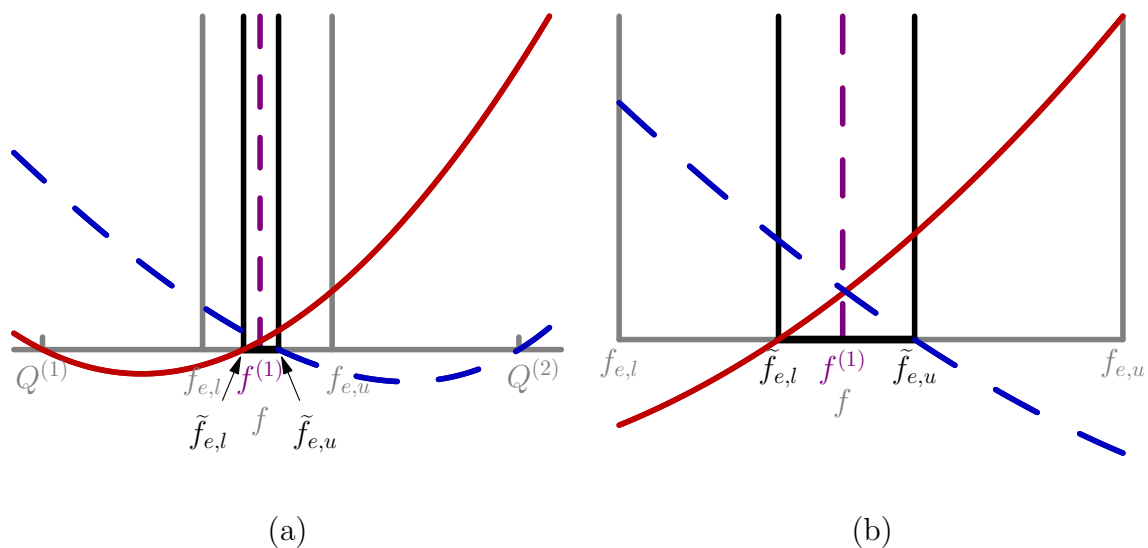 Q^{(1)} f_{e,l} f^{(1)} f_{e,u} Q^{(2)}
\tilde{f}_{e,l} f \tilde{f}_{e,u}
(a)
f_{e,l} \tilde{f}_{e,l} f^{(1)} \tilde{f}_{e,u} f_{e,u}
f
(b)